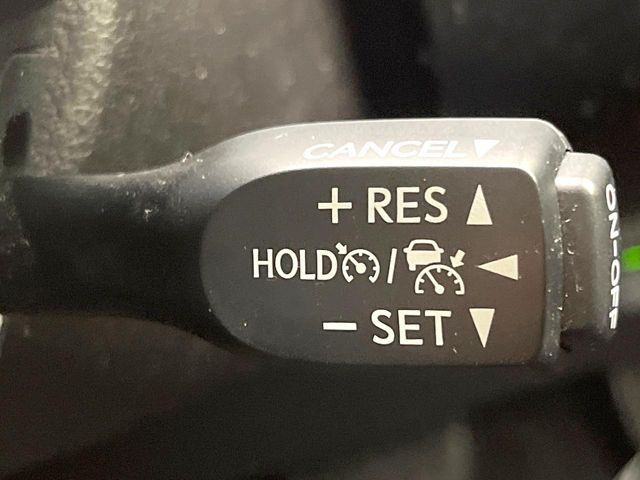 CANCEL ▼
+ RES ▲
HOLD / ◀
− SET ▼
ON-OFF